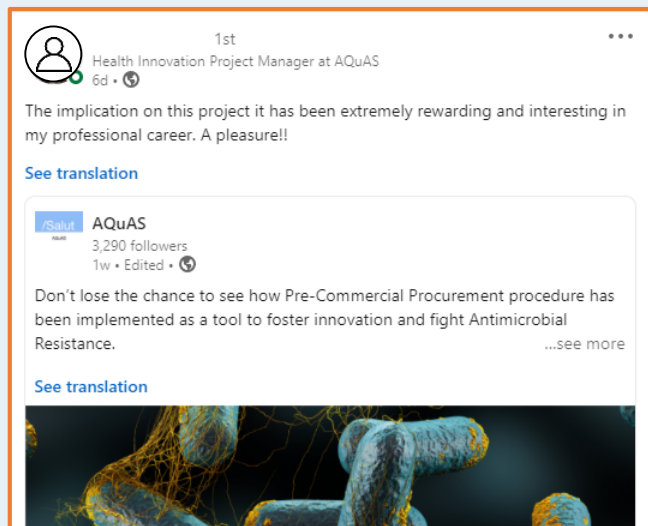 1st
Health Innovation Project Manager at AQuAS
6d •
The implication on this project it has been extremely rewarding and interesting in
my professional career. A pleasure!!
See translation
/Salut
AQuAS
AQuAS
3,290 followers
1w • Edited •
Don't lose the chance to see how Pre-Commercial Procurement procedure has
been implemented as a tool to foster innovation and fight Antimicrobial
Resistance.
...see more
See translation